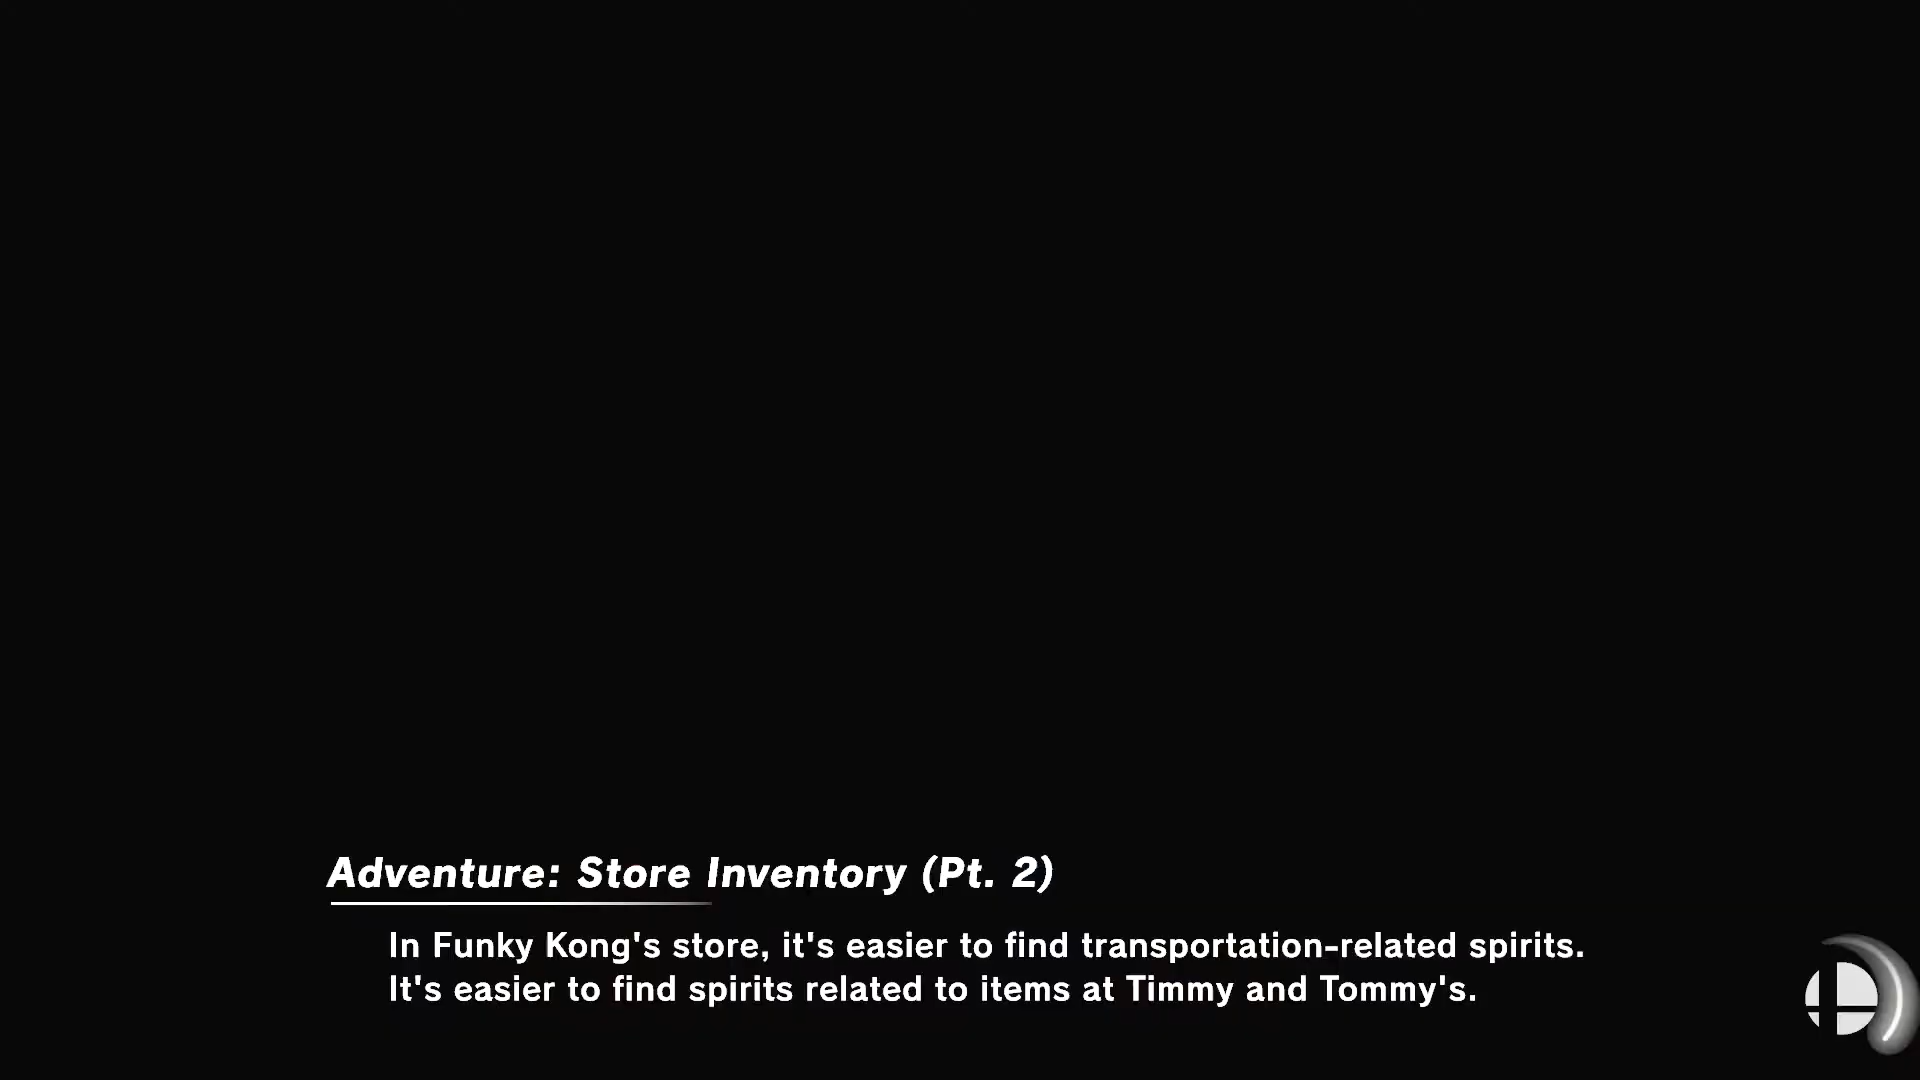 Adventure: Store Inventory (Pt. 2)
In Funky Kong's store, it's easier to find transportation-related spirits.
It's easier to find spirits related to items at Timmy and Tommy's.